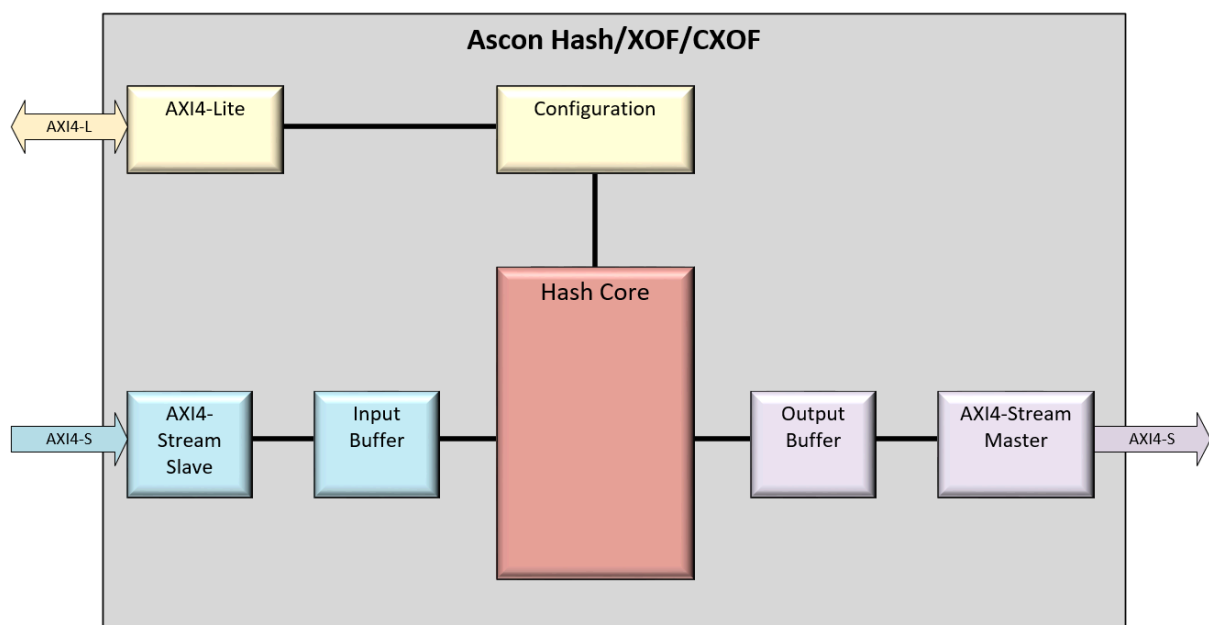 Ascon Hash/XOF/CXOF
AXI4-L
AXI4-Lite
Configuration
Hash Core
AXI4-S
AXI4-
Stream
Slave
Input
Buffer
Output
Buffer
AXI4-Stream
Master
AXI4-S